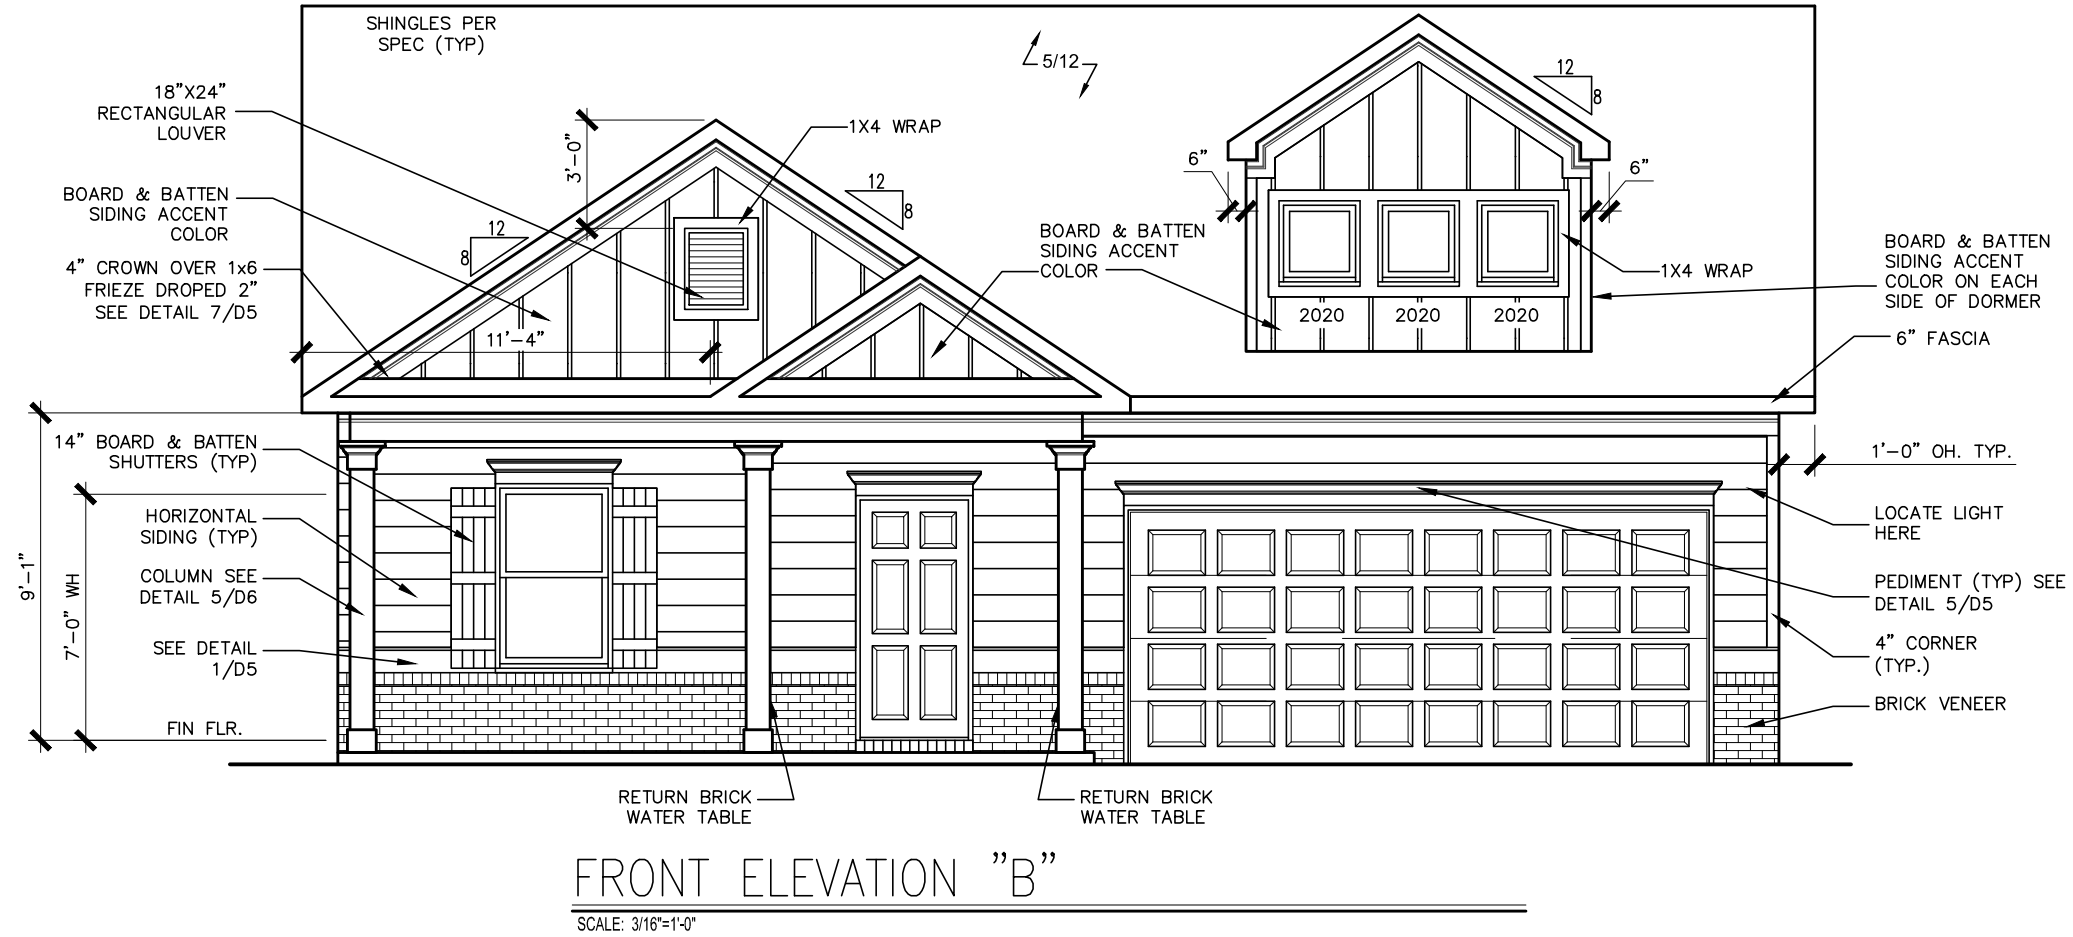 SHINGLES PER
SPEC (TYP)
5/12
12
8
18"X24"
RECTANGULAR
LOUVER
3'-0"
1X4 WRAP
6"
6"
BOARD & BATTEN
SIDING ACCENT
COLOR
12
8
12
8
BOARD & BATTEN
SIDING ACCENT
COLOR
BOARD & BATTEN
SIDING ACCENT
COLOR ON EACH
SIDE OF DORMER
1X4 WRAP
4" CROWN OVER 1x6
FRIEZE DROPED 2"
SEE DETAIL 7/D5
2020
2020
2020
11'-4"
6" FASCIA
14" BOARD & BATTEN
SHUTTERS (TYP)
1'-0" OH. TYP.
HORIZONTAL
SIDING (TYP)
LOCATE LIGHT
HERE
9'-1"
7'-0" WH
COLUMN SEE
DETAIL 5/D6
PEDIMENT (TYP) SEE
DETAIL 5/D5
SEE DETAIL
1/D5
4" CORNER
(TYP.)
BRICK VENEER
FIN FLR.
RETURN BRICK
WATER TABLE
RETURN BRICK
WATER TABLE
FRONT ELEVATION "B"
SCALE: 3/16"=1'-0"